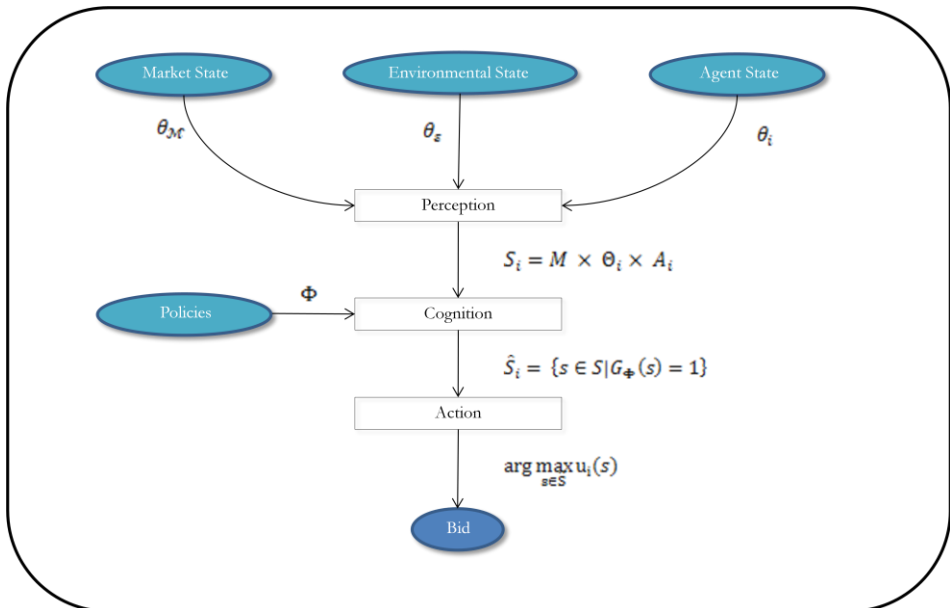 Market State
Environmental State
Agent State
θ_ℳ
θ_ε
θ_i
Perception
S_i = M × Θ_i × A_i
Policies
Φ
Cognition
Ŝ_i = {s ∈ S|G_Φ(s) = 1}
Action
arg max u_i(s)
s∈S
Bid